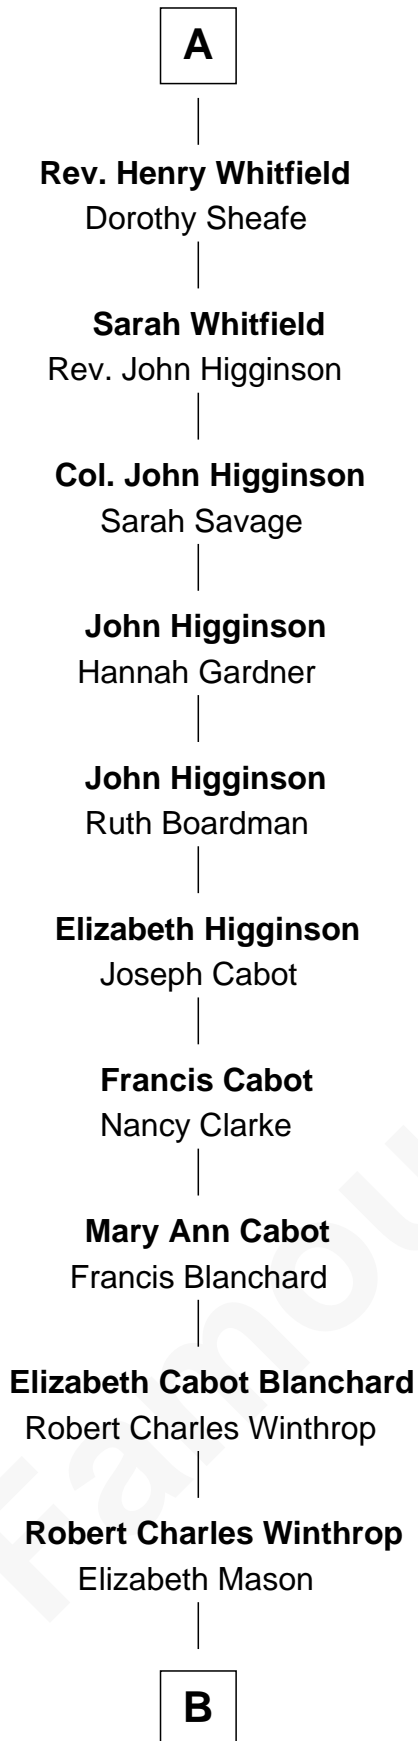 A
Rev. Henry Whitfield
Dorothy Sheafe
Sarah Whitfield
Rev. John Higginson
Col. John Higginson
Sarah Savage
John Higginson
Hannah Gardner
John Higginson
Ruth Boardman
Elizabeth Higginson
Joseph Cabot
Francis Cabot
Nancy Clarke
Mary Ann Cabot
Francis Blanchard
Elizabeth Cabot Blanchard
Robert Charles Winthrop
Robert Charles Winthrop
Elizabeth Mason
B
Famou